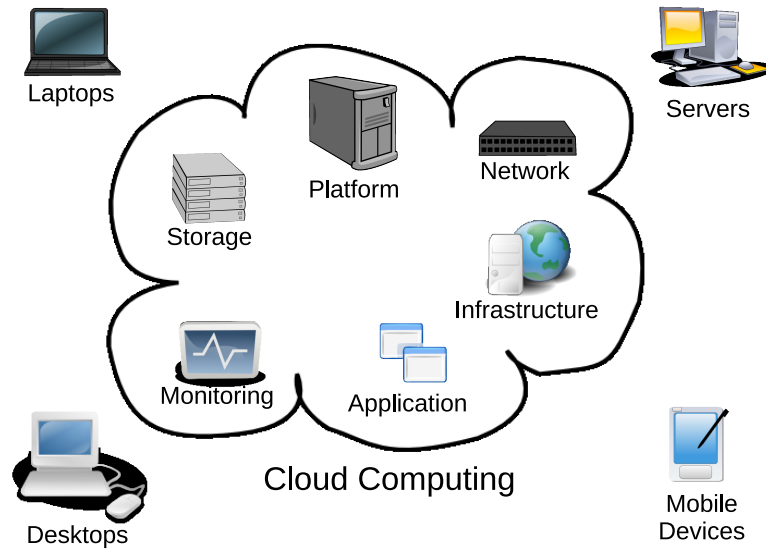 Laptops
Servers
Platform
Network
Storage
Infrastructure
Monitoring
Application
Cloud Computing
Desktops
Mobile
Devices